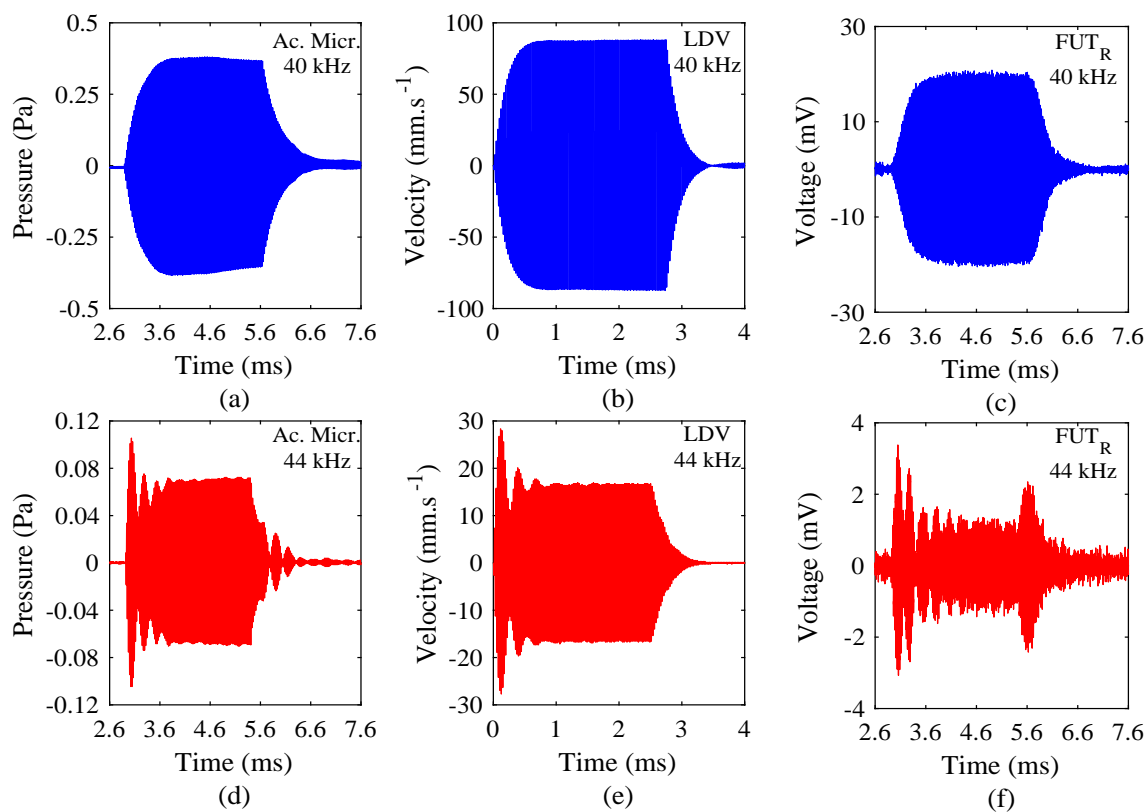 0.5
0.25
0
-0.25
-0.5
Pressure (Pa)
Ac. Micr.
40 kHz
2.6 3.6 4.6 5.6 6.6 7.6
Time (ms)
(a)
100
50
0
-50
-100
Velocity (mm.s⁻¹)
LDV
40 kHz
0 1 2 3 4
Time (ms)
(b)
30
10
-10
-30
Voltage (mV)
FUT_R
40 kHz
2.6 3.6 4.6 5.6 6.6 7.6
Time (ms)
(c)
0.12
0.08
0.04
0
-0.04
-0.08
-0.12
Pressure (Pa)
Ac. Micr.
44 kHz
2.6 3.6 4.6 5.6 6.6 7.6
Time (ms)
(d)
30
20
10
0
-10
-20
-30
Velocity (mm.s⁻¹)
LDV
44 kHz
0 1 2 3 4
Time (ms)
(e)
4
2
0
-2
-4
Voltage (mV)
FUT_R
44 kHz
2.6 3.6 4.6 5.6 6.6 7.6
Time (ms)
(f)